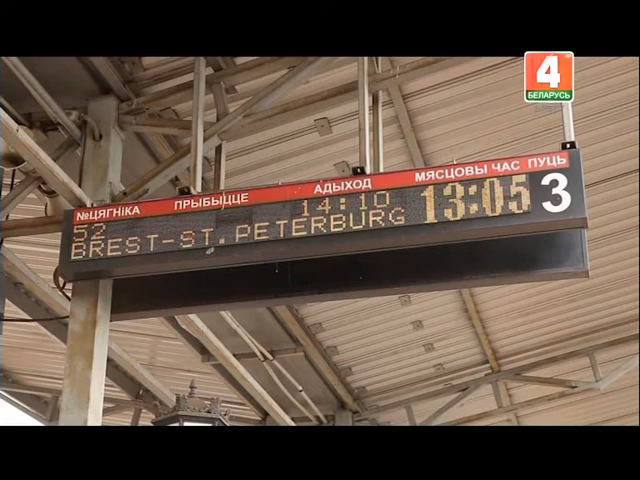 4
БЕЛАРУСЬ
№ЦЯГНІКА ПРЫБЫЦЦЕ АДЫХОД МЯСЦОВЫ ЧАС ПУЦЬ
52 14:10 13:05 3
BREST-ST.PETERBURG